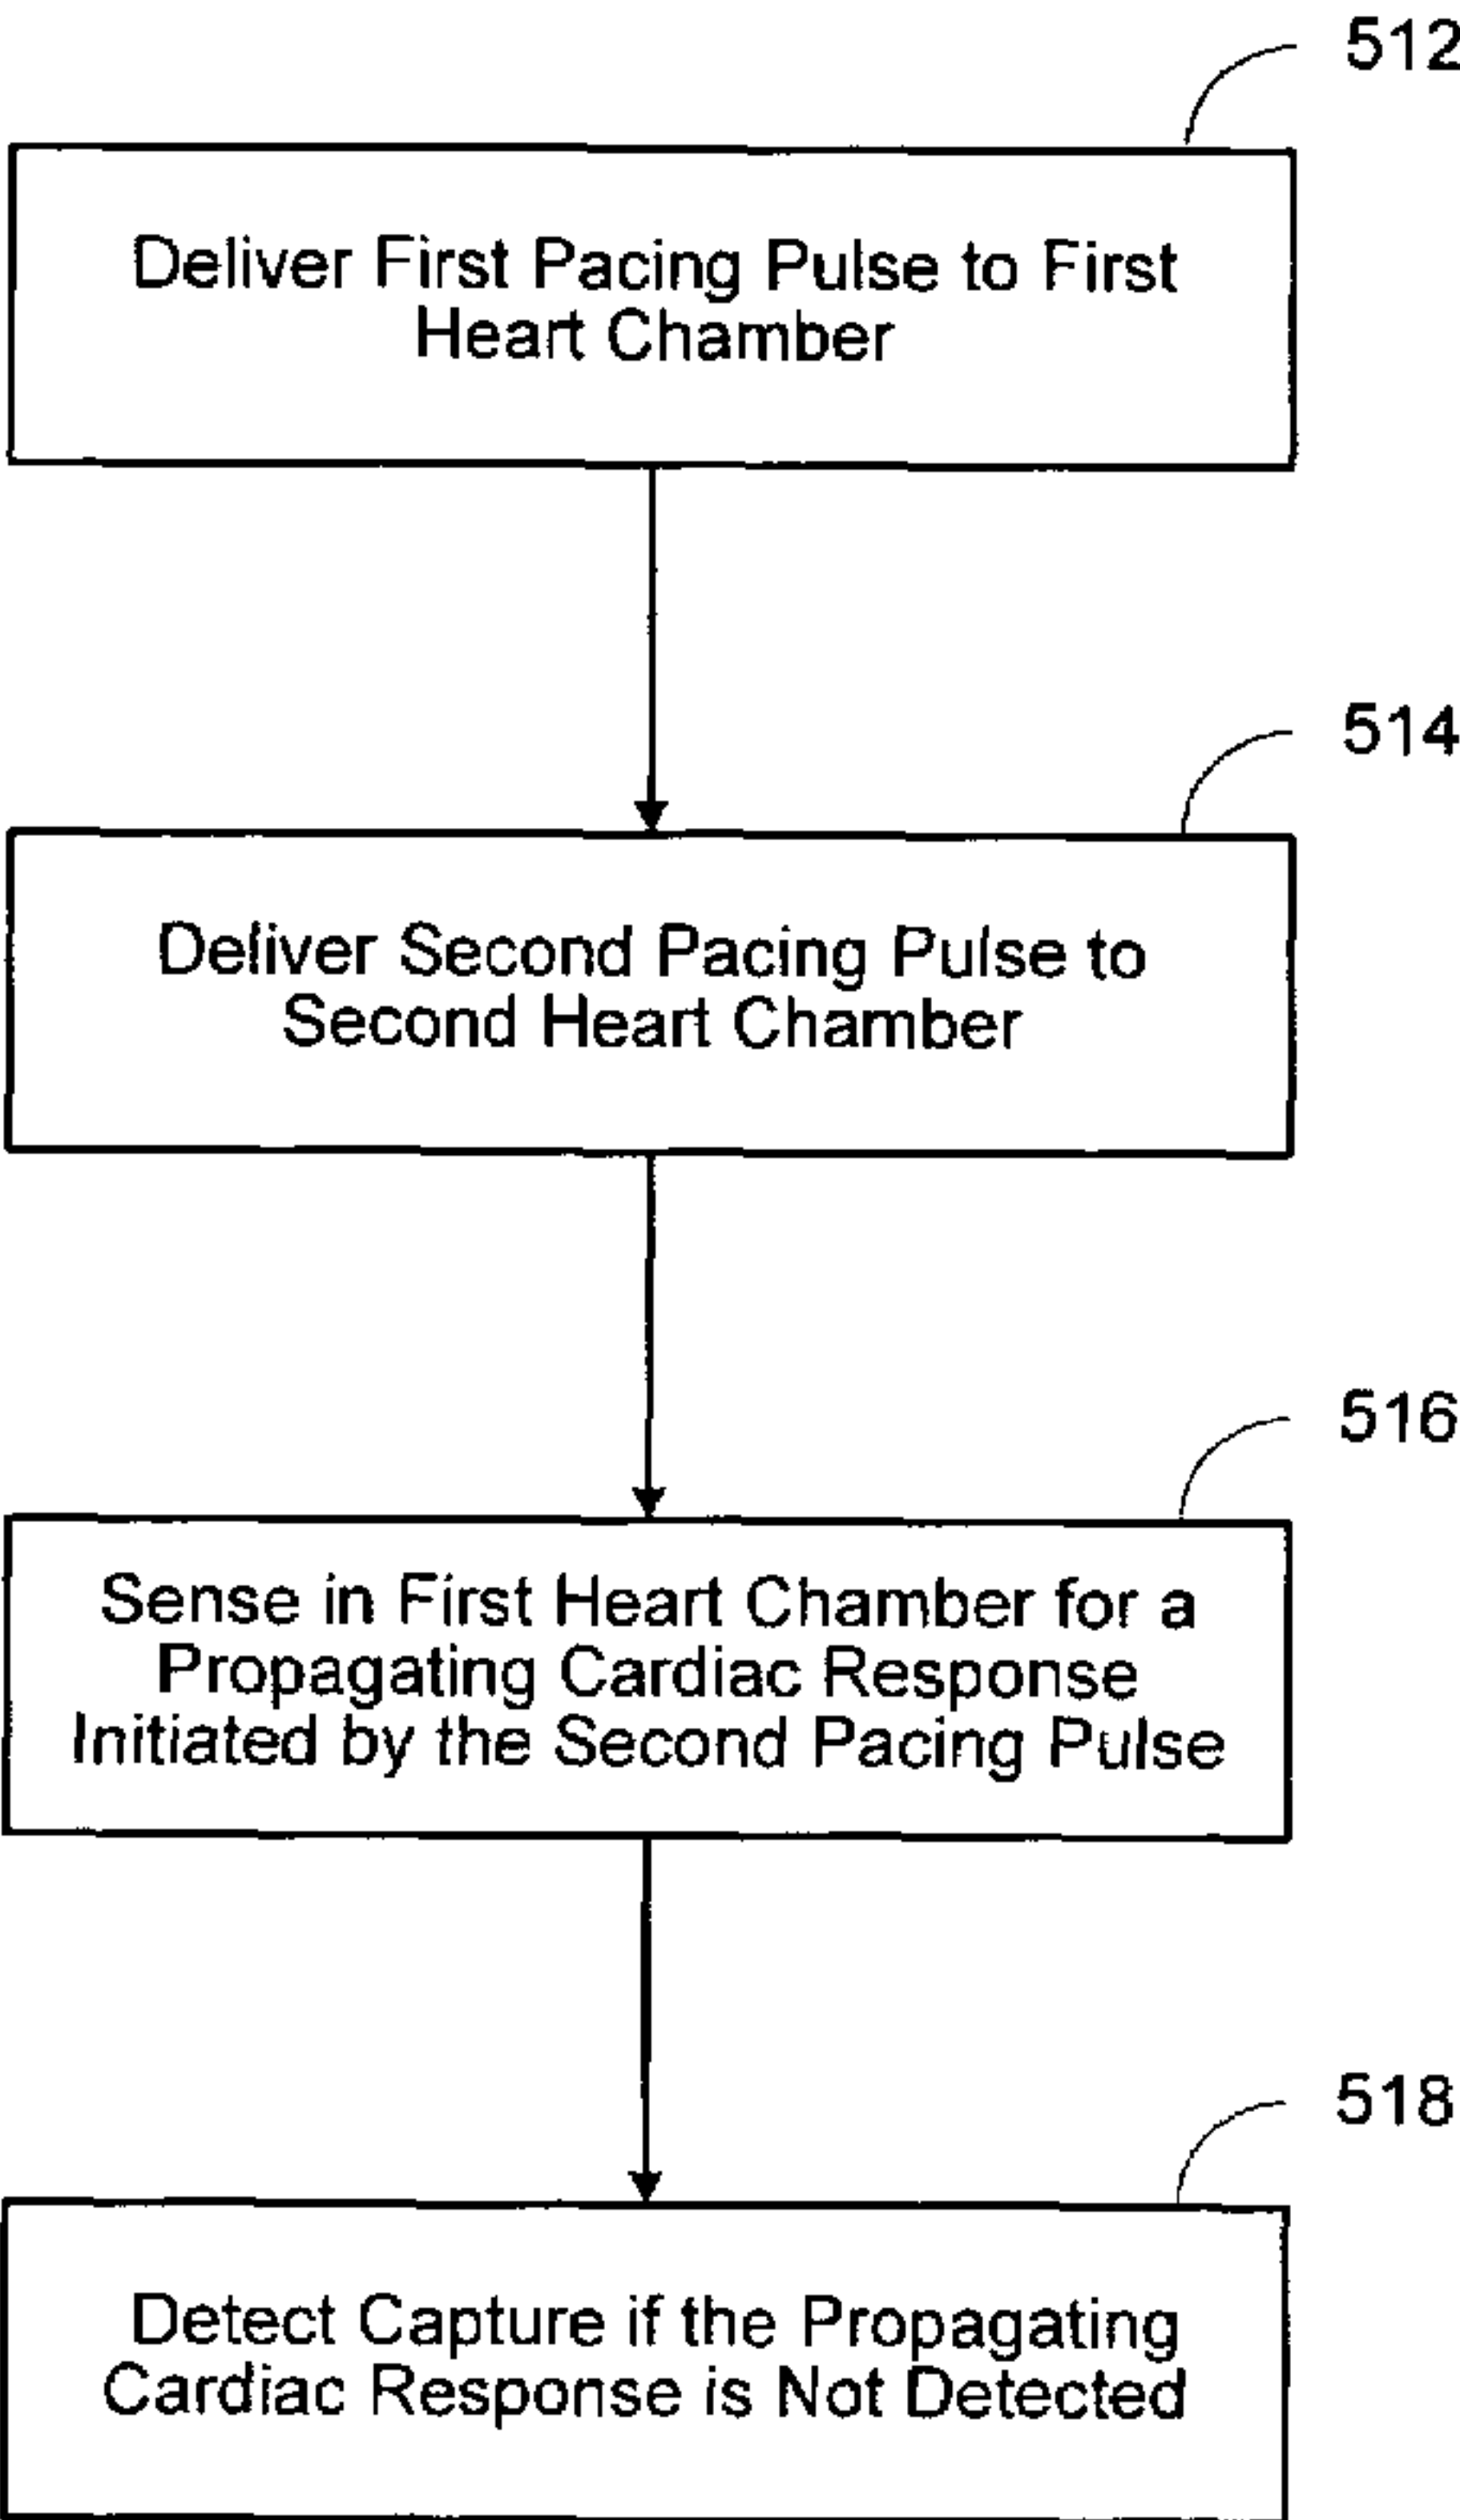 512
Deliver First Pacing Pulse to First
Heart Chamber
514
Deliver Second Pacing Pulse to
Second Heart Chamber
516
Sense in First Heart Chamber for a
Propagating Cardiac Response
Initiated by the Second Pacing Pulse
518
Detect Capture if the Propagating
Cardiac Response is Not Detected